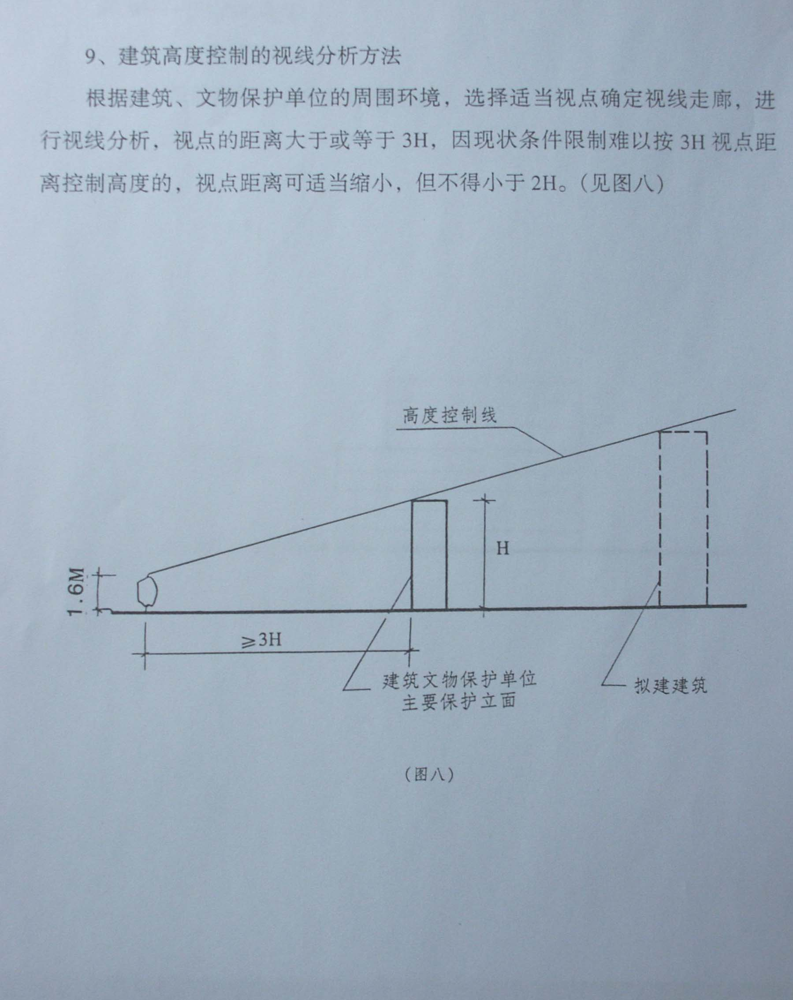 9、建筑高度控制的视线分析方法
根据建筑、文物保护单位的周围环境，选择适当视点确定视线走廊，进
行视线分析，视点的距离大于或等于 3H，因现状条件限制难以按 3H 视点距
离控制高度的，视点距离可适当缩小，但不得小于 2H。（见图八）
高度控制线
H
1.6M
≥3H
建筑文物保护单位
主要保护立面
拟建建筑
（图八）